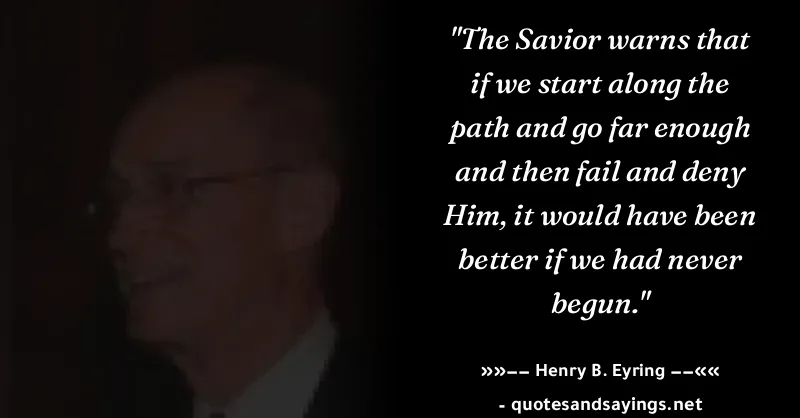 "The Savior warns that
if we start along the
path and go far enough
and then fail and deny
Him, it would have been
better if we had never
begun."
»»−− Henry B. Eyring −−««
- quotesandsayings.net